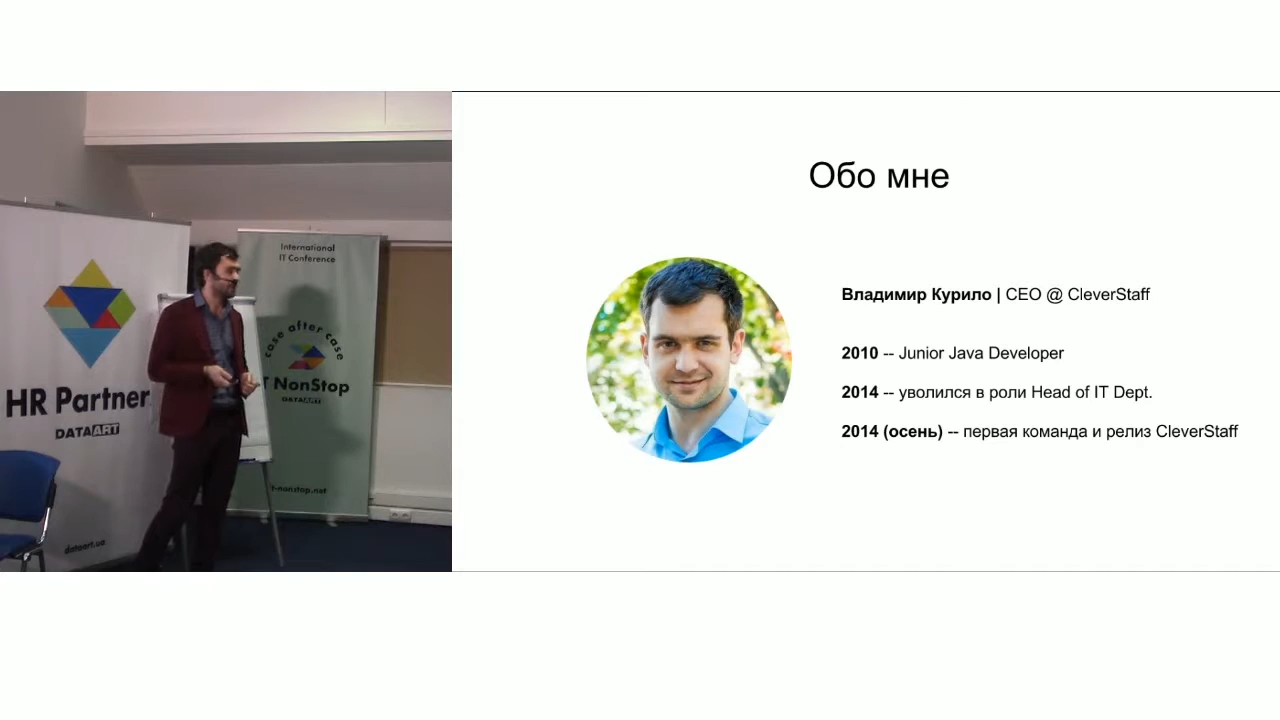 HR Partner
DATAART
dataart.ua
International
IT Conference
case after case
IT NonStop
DATAART
it-nonstop.net
Обо мне
Владимир Курило | CEO @ CleverStaff
2010 -- Junior Java Developer
2014 -- уволился в роли Head of IT Dept.
2014 (осень) -- первая команда и релиз CleverStaff